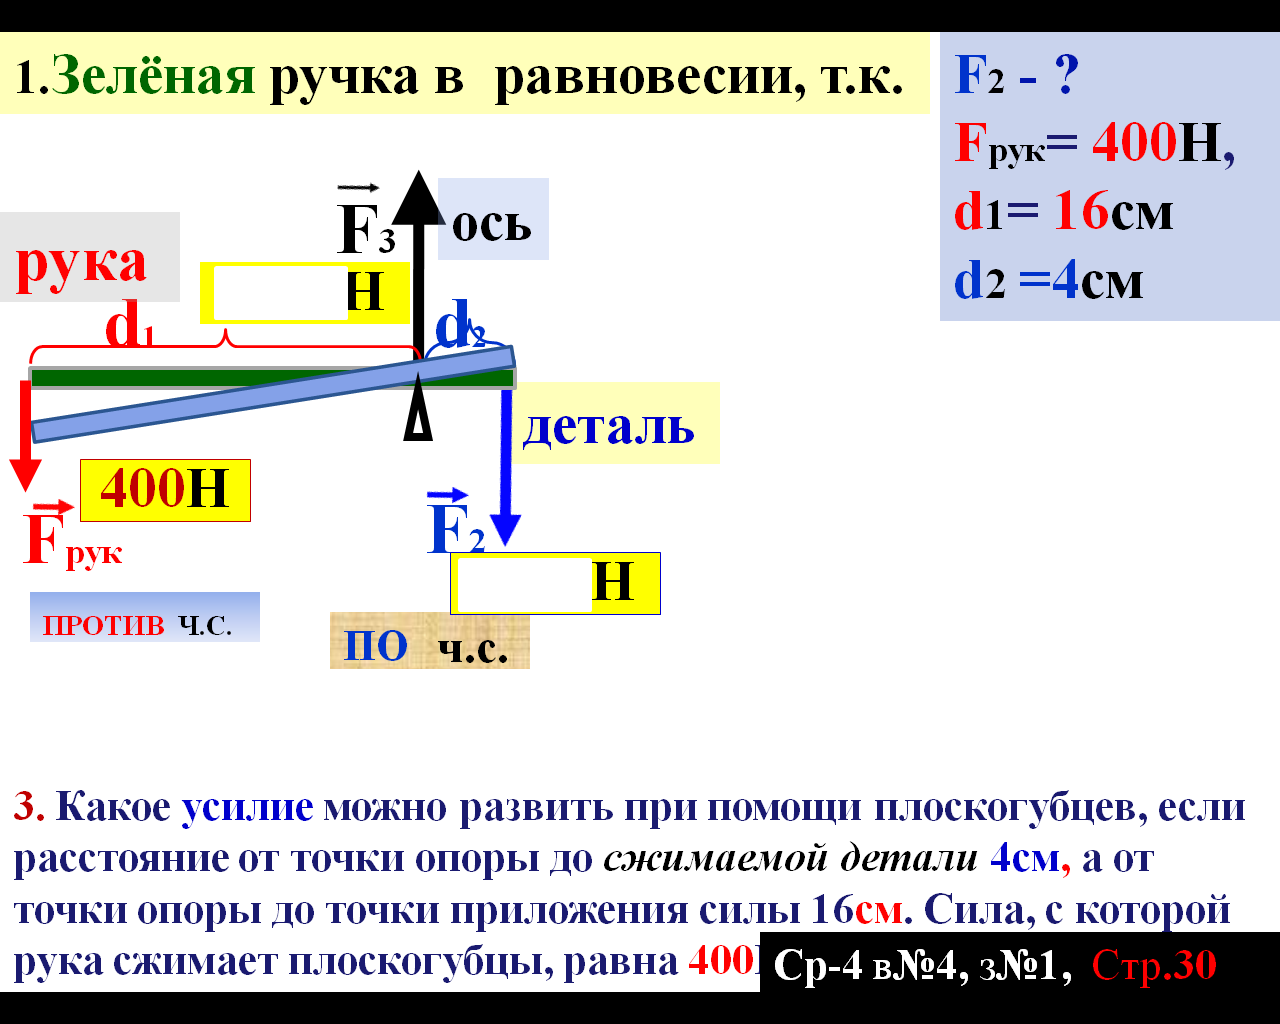 1.Зелёная ручка в равновесии, т.к.
F2 - ?
Fрук= 400Н,
d1= 16см
d2 =4см
F3
ось
рука
Н
d1
d2
деталь
400Н
Fрук
F2
Н
ПРОТИВ Ч.С.
ПО ч.с.
3. Какое усилие можно развить при помощи плоскогубцев, если
расстояние от точки опоры до сжимаемой детали 4см, а от
точки опоры до точки приложения силы 16см. Сила, с которой
рука сжимает плоскогубцы, равна 400
Ср-4 в№4, з№1, Стр.30